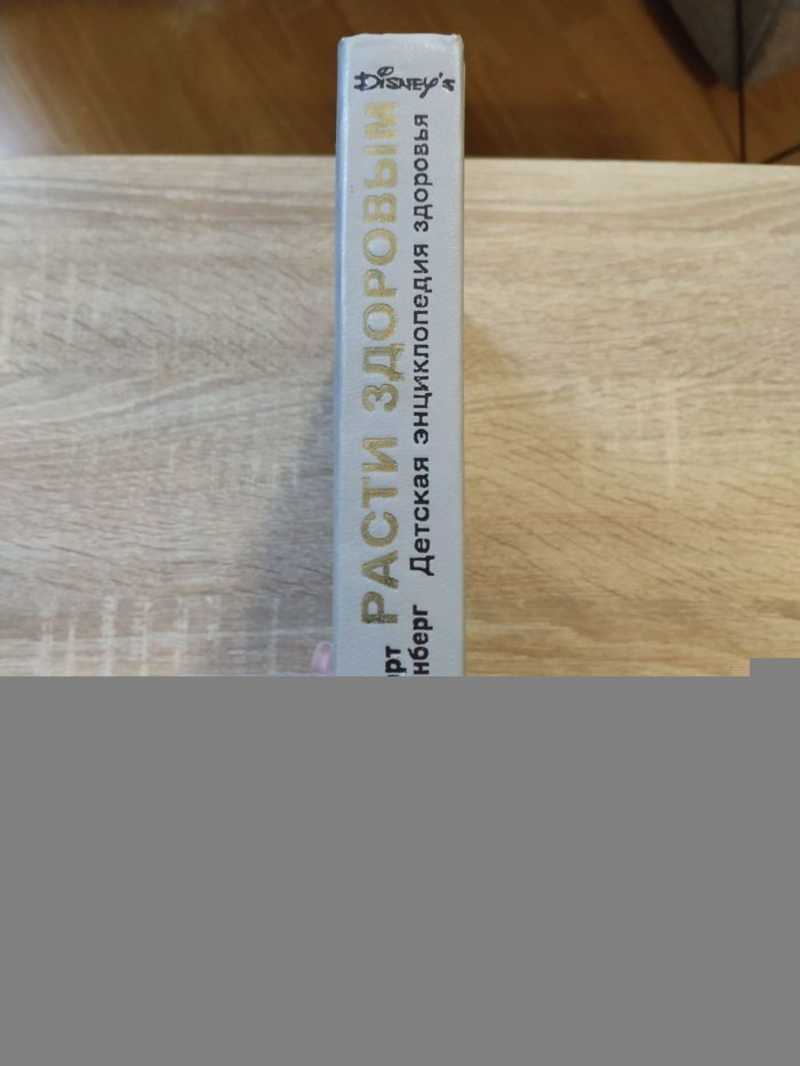 Disney's
РАСТИ ЗДОРОВЫМ
Детская энциклопедия здоровья